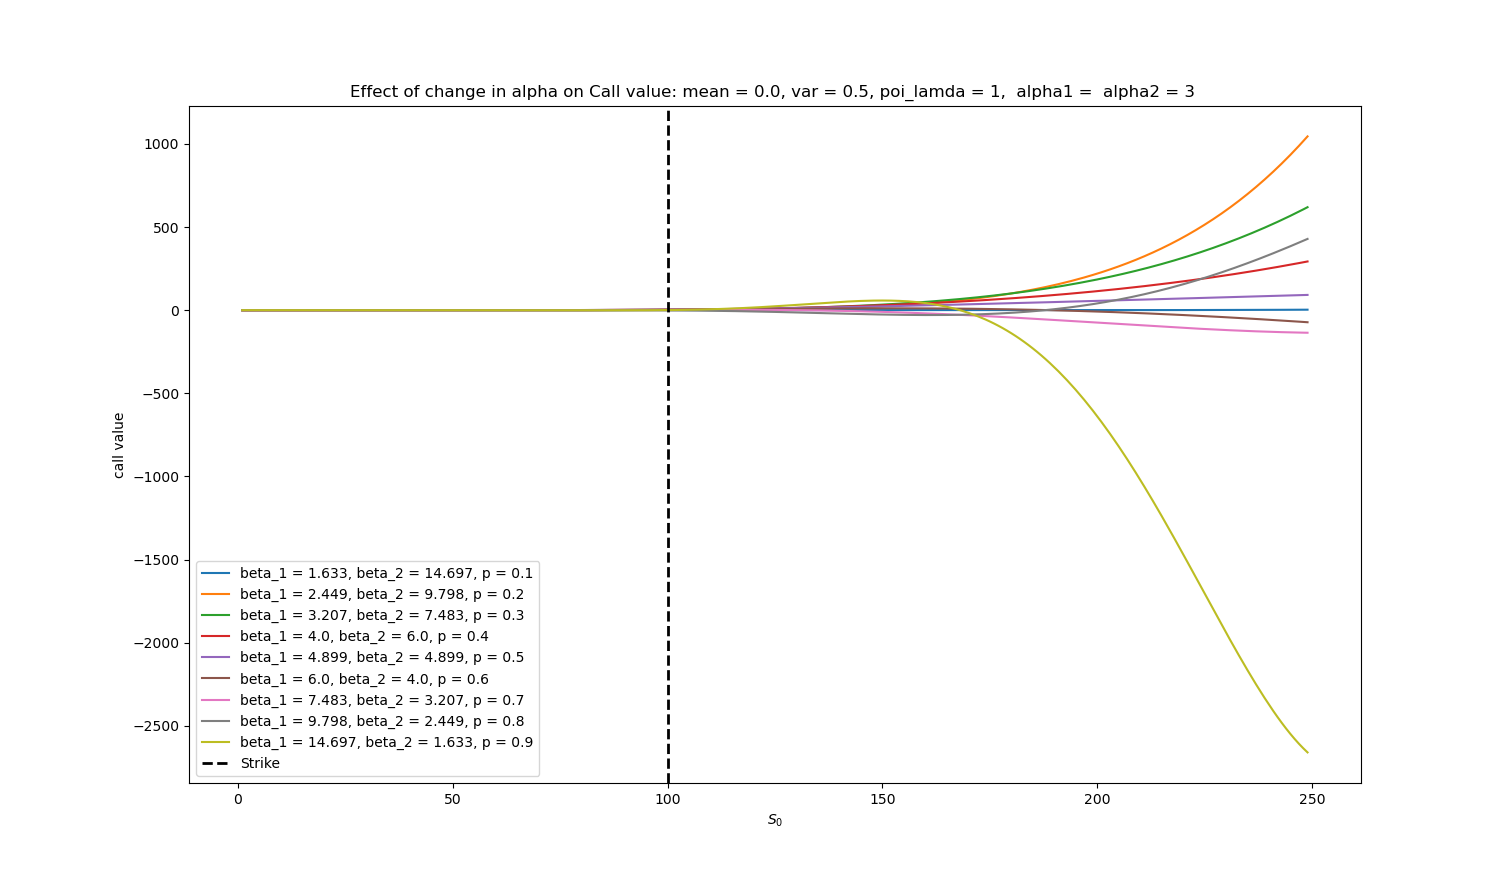 Effect of change in alpha on Call value: mean = 0.0, var = 0.5, poi_lamda = 1,  alpha1 =  alpha2 = 3
1000
500
0
−500
−1000
−1500
−2000
−2500
call value
beta_1 = 1.633, beta_2 = 14.697, p = 0.1
beta_1 = 2.449, beta_2 = 9.798, p = 0.2
beta_1 = 3.207, beta_2 = 7.483, p = 0.3
beta_1 = 4.0, beta_2 = 6.0, p = 0.4
beta_1 = 4.899, beta_2 = 4.899, p = 0.5
beta_1 = 6.0, beta_2 = 4.0, p = 0.6
beta_1 = 7.483, beta_2 = 3.207, p = 0.7
beta_1 = 9.798, beta_2 = 2.449, p = 0.8
beta_1 = 14.697, beta_2 = 1.633, p = 0.9
Strike
0 50 100 150 200 250
S₀